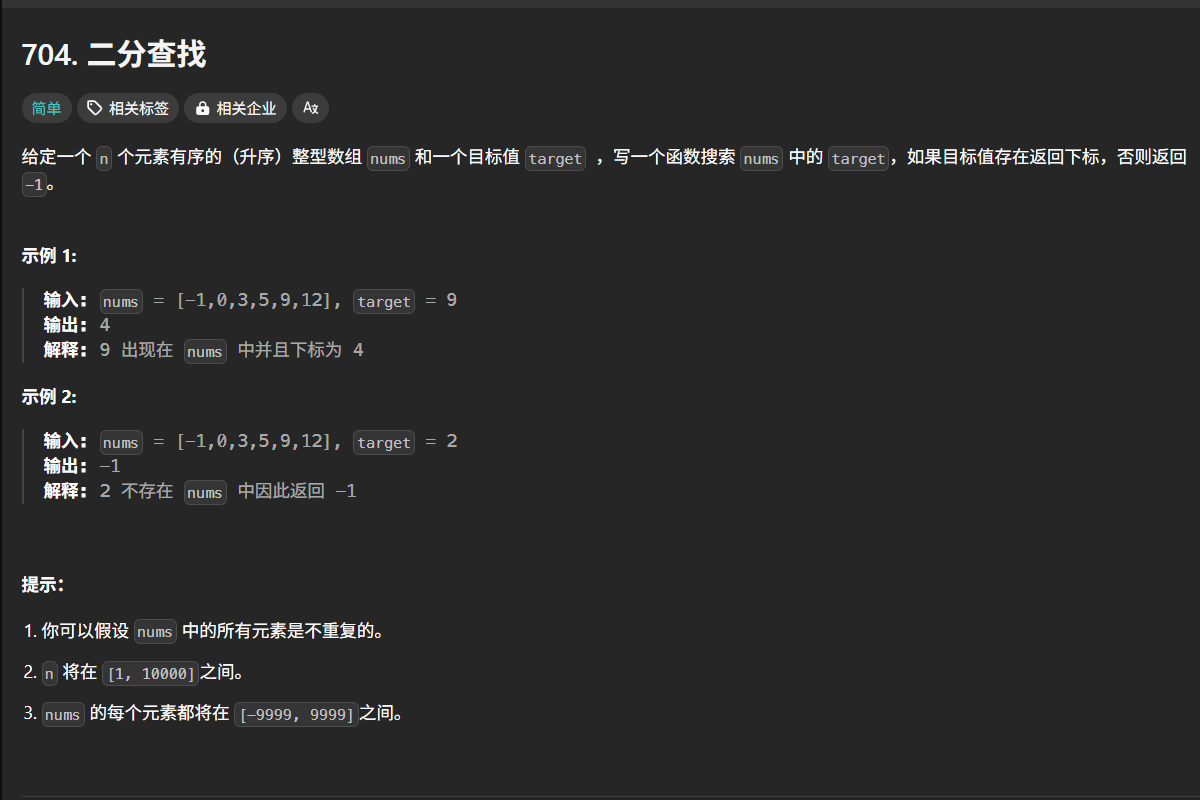 704. 二分查找
简单 相关标签 相关企业 Az
给定一个 n 个元素有序的（升序）整型数组 nums 和一个目标值 target ，写一个函数搜索 nums 中的 target，如果目标值存在返回下标，否则返回
-1。
示例 1:
输入: nums = [-1,0,3,5,9,12], target = 9
输出: 4
解释: 9 出现在 nums 中并且下标为 4
示例 2:
输入: nums = [-1,0,3,5,9,12], target = 2
输出: -1
解释: 2 不存在 nums 中因此返回 -1
提示：
1. 你可以假设 nums 中的所有元素是不重复的。
2. n 将在 [1, 10000]之间。
3. nums 的每个元素都将在 [-9999, 9999]之间。